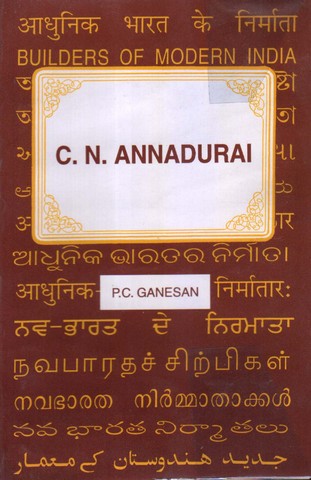 आधुनिक भारत के निर्माता
BUILDERS OF MODERN INDIA
C. N. ANNADURAI
ଆଧୁନିକ ଭାରତର ନିର୍ମାତା
P.C. GANESAN
आधुनिक- निर्मातार:
ਨਵ-ਭਾਰਤ ਦੇ ਨਿਰਮਾਤਾ
நவபாரதச் சிற்பிகள்
നവഭാരത നിർമ്മാതാക്കൾ
నవ భారత నిర్మాతలు
جدید ہندوستان کے معمار